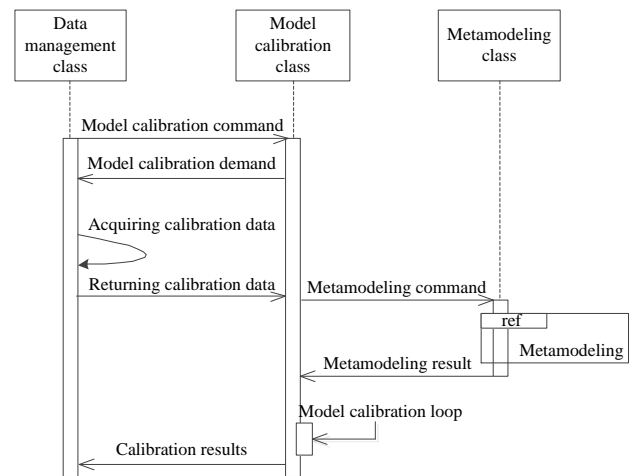 Data
management
class
Model
calibration
class
Metamodeling
class
Model calibration command
Model calibration demand
Acquiring calibration data
Returning calibration data
Metamodeling command
ref
Metamodeling
Metamodeling result
Model calibration loop
Calibration results